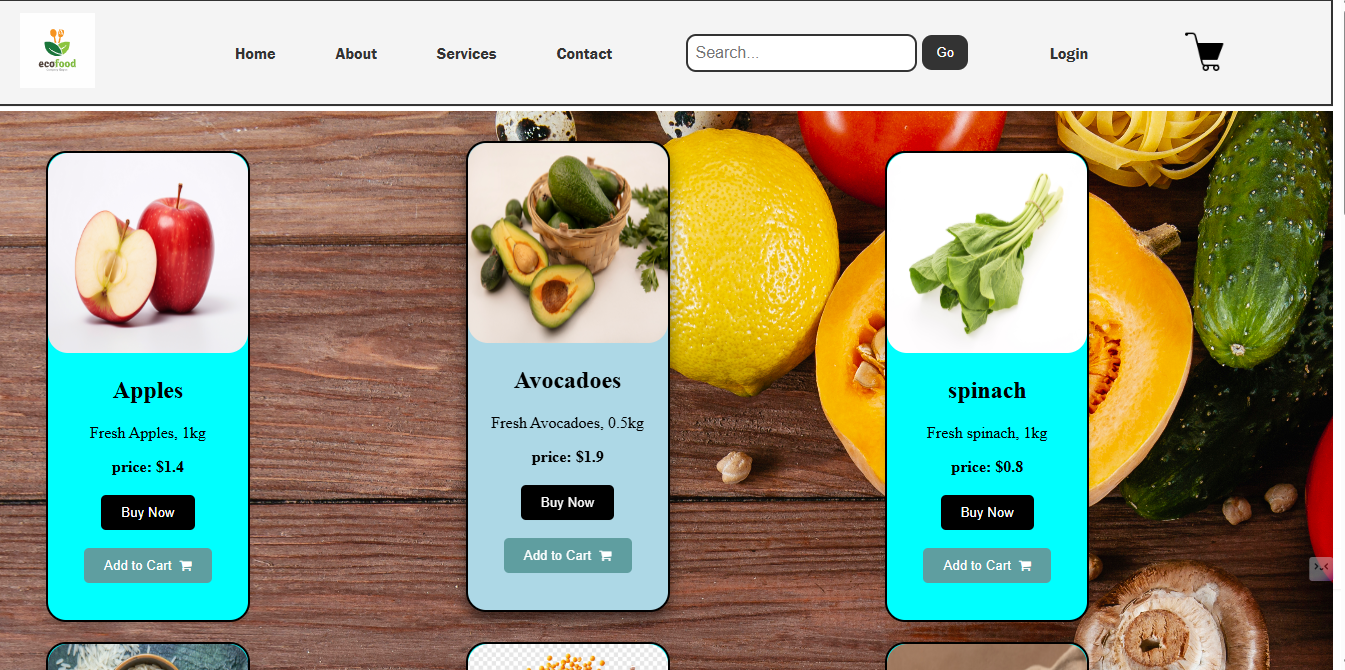 ecofood
Home
About
Services
Contact
Search...
Go
Login
Apples
Fresh Apples, 1kg
price: $1.4
Buy Now
Add to Cart
Avocadoes
Fresh Avocadoes, 0.5kg
price: $1.9
Buy Now
Add to Cart
spinach
Fresh spinach, 1kg
price: $0.8
Buy Now
Add to Cart